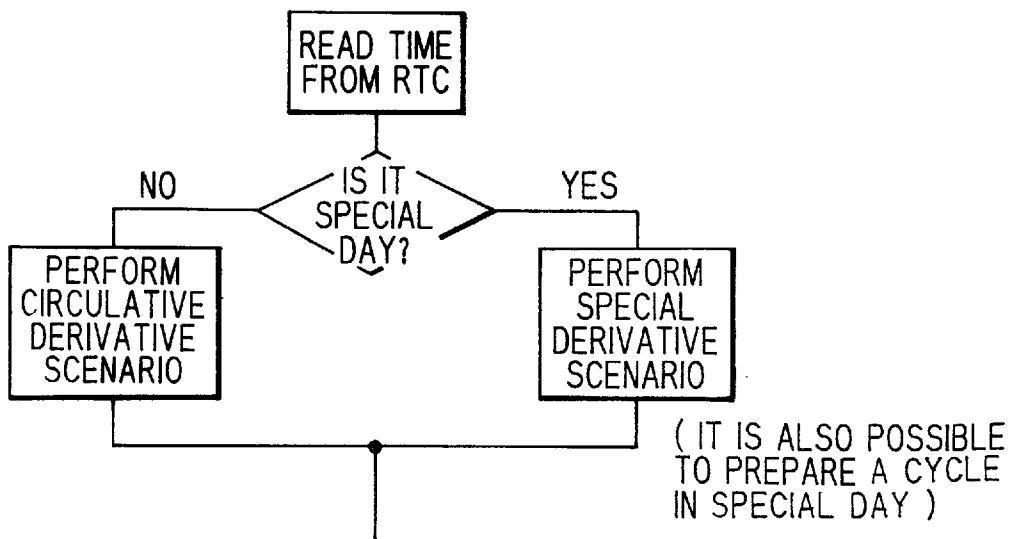 READ TIME
FROM RTC
NO
IS IT
SPECIAL
DAY?
YES
PERFORM
CIRCULATIVE
DERIVATIVE
SCENARIO
PERFORM
SPECIAL
DERIVATIVE
SCENARIO
( IT IS ALSO POSSIBLE
TO PREPARE A CYCLE
IN SPECIAL DAY )